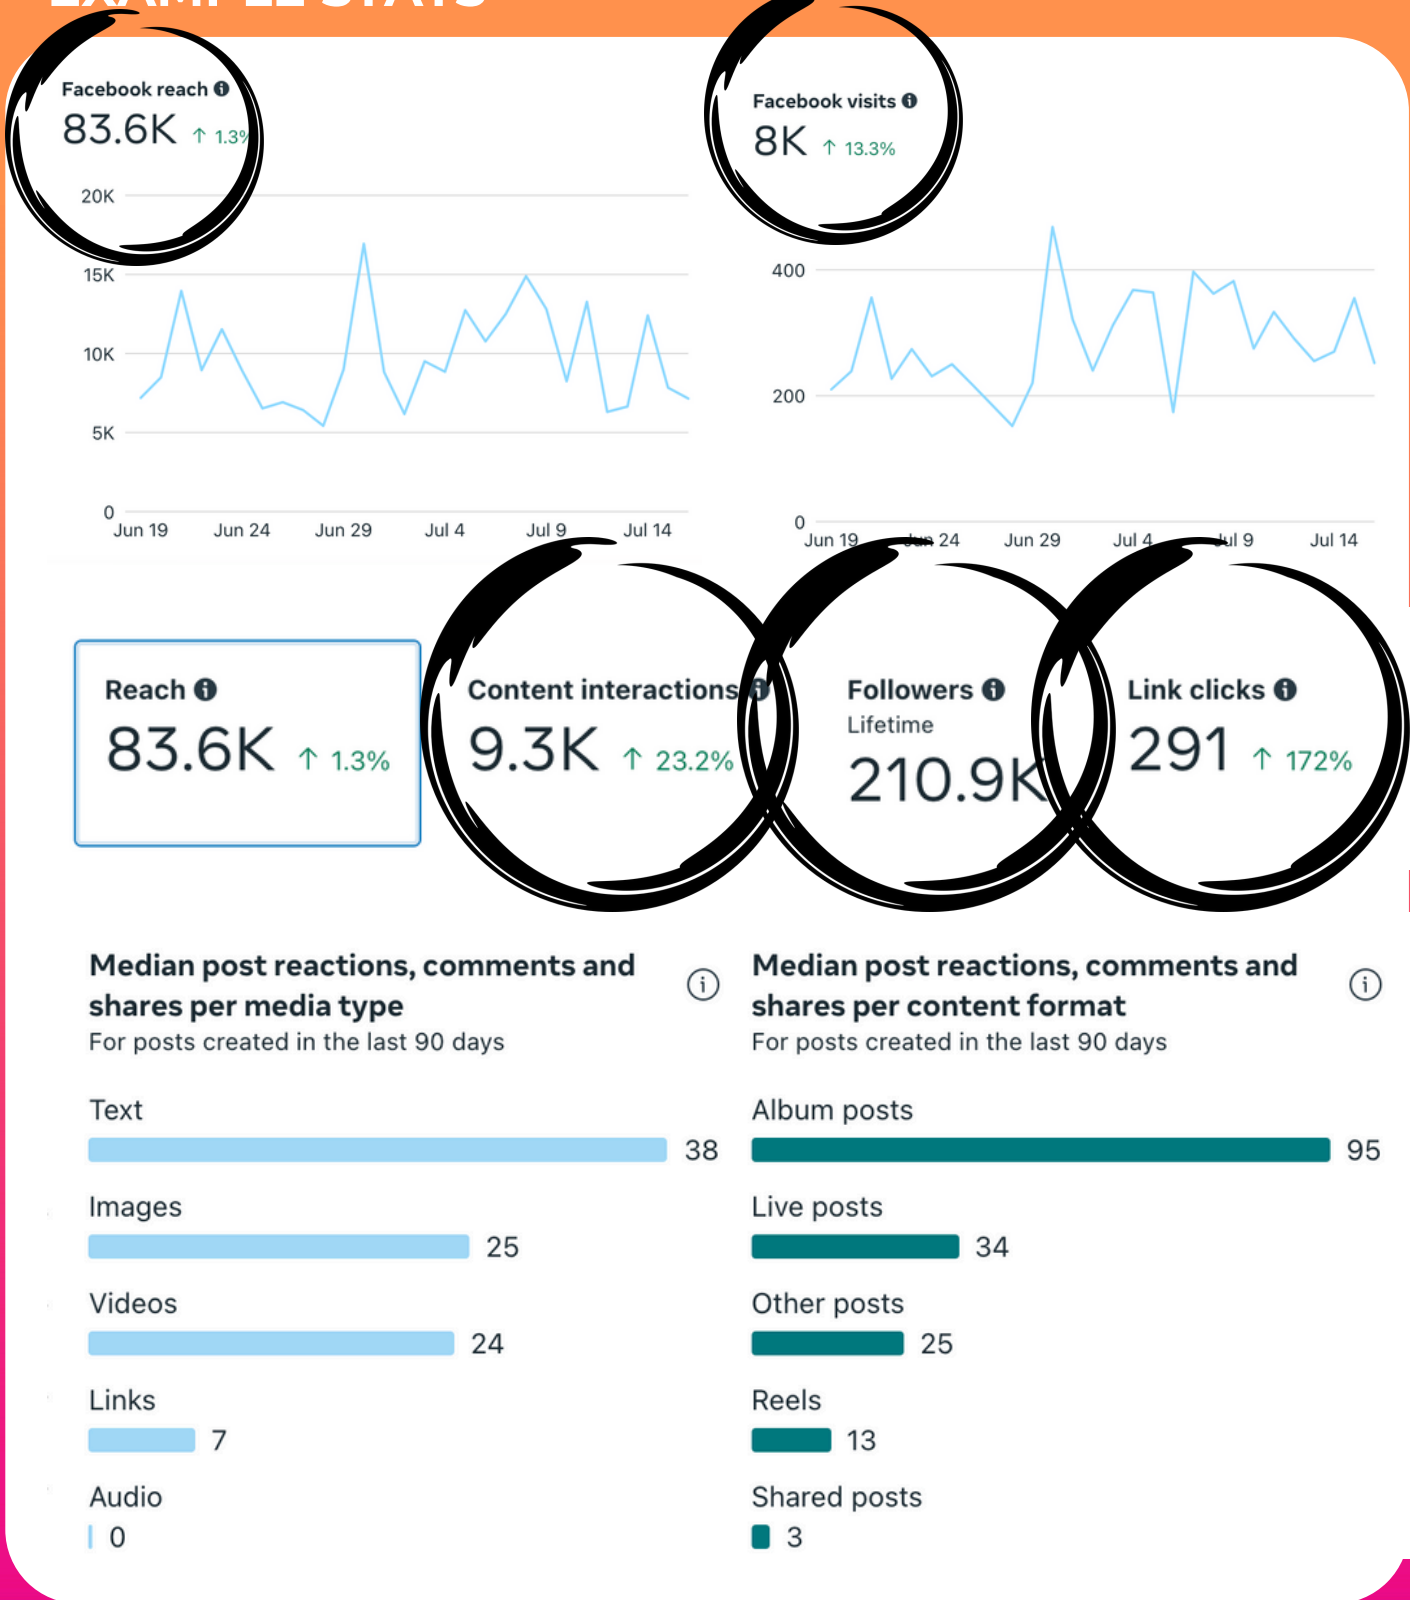 EXAMPLE STATS
Facebook reach
83.6K ↑ 1.3%
20K
15K
10K
5K
0
Jun 19 Jun 24 Jun 29 Jul 4 Jul 9 Jul 14
Facebook visits
8K ↑ 13.3%
400
200
0
Jun 19 Jun 24 Jun 29 Jul 4 Jul 9 Jul 14
Reach
83.6K ↑ 1.3%
Content interactions
9.3K ↑ 23.2%
Followers
Lifetime
210.9K
Link clicks
291 ↑ 172%
Median post reactions, comments and
shares per media type
For posts created in the last 90 days
Text
38
Images
25
Videos
24
Links
7
Audio
0
Median post reactions, comments and
shares per content format
For posts created in the last 90 days
Album posts
95
Live posts
34
Other posts
25
Reels
13
Shared posts
3